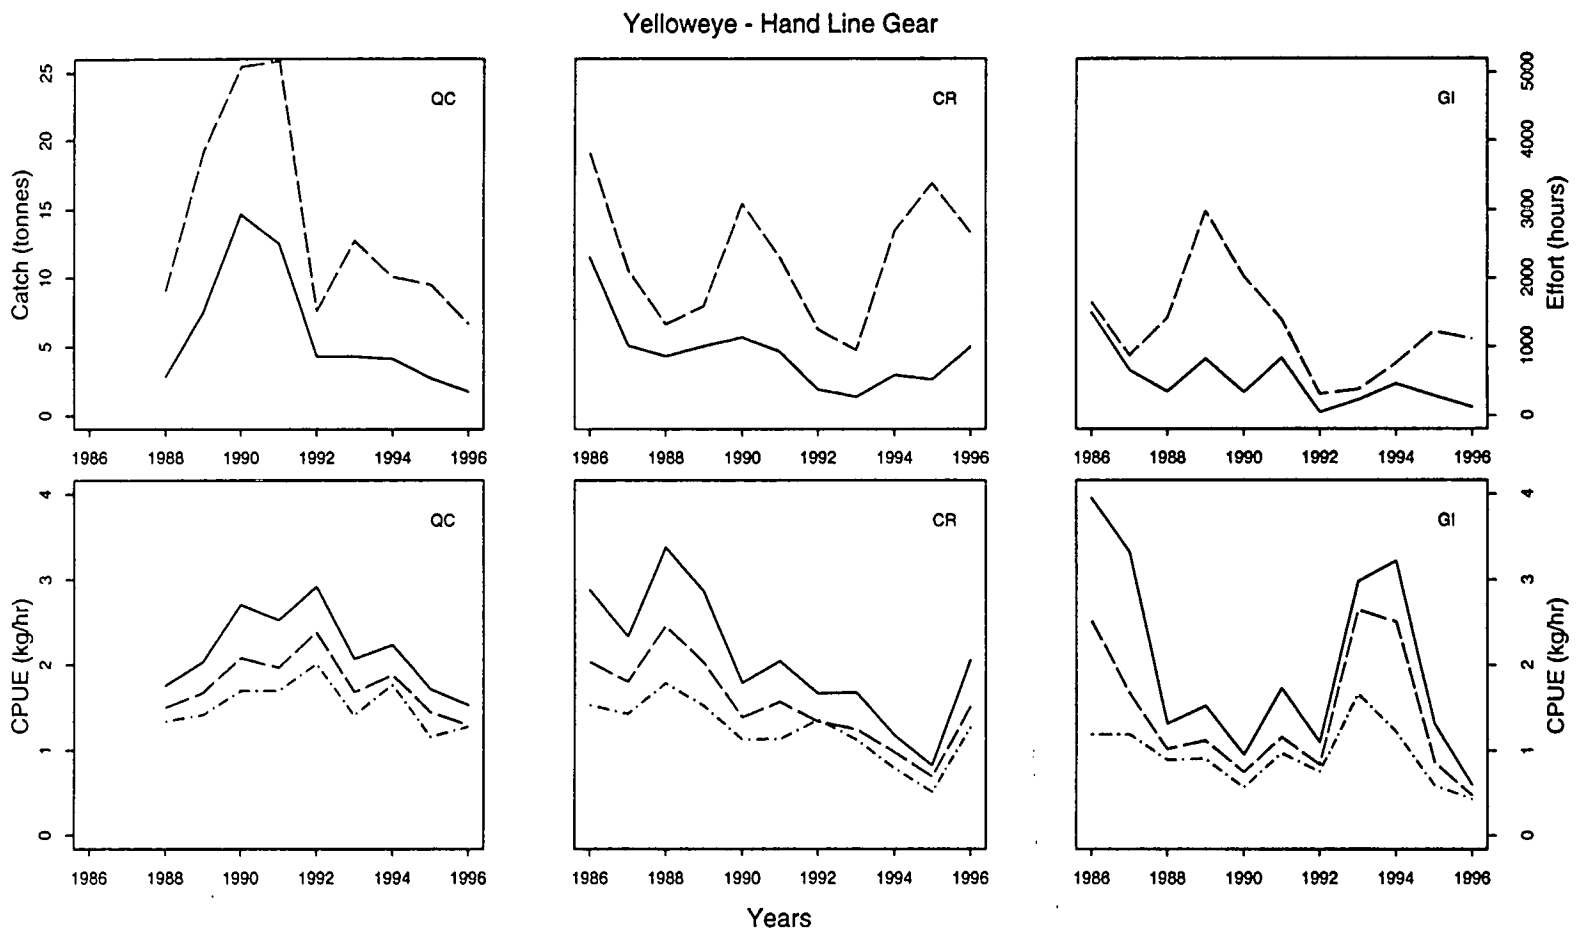 Yelloweye - Hand Line Gear
QC
CR
GI
Catch (tonnes)
25
20
15
10
5
0
Effort (hours)
5000
4000
3000
2000
1000
0
1986 1988 1990 1992 1994 1996
1986 1988 1990 1992 1994 1996
1986 1988 1990 1992 1994 1996
QC
CR
GI
CPUE (kg/hr)
4
3
2
1
0
CPUE (kg/hr)
4
3
2
1
0
1986 1988 1990 1992 1994 1996
1986 1988 1990 1992 1994 1996
1986 1988 1990 1992 1994 1996
Years